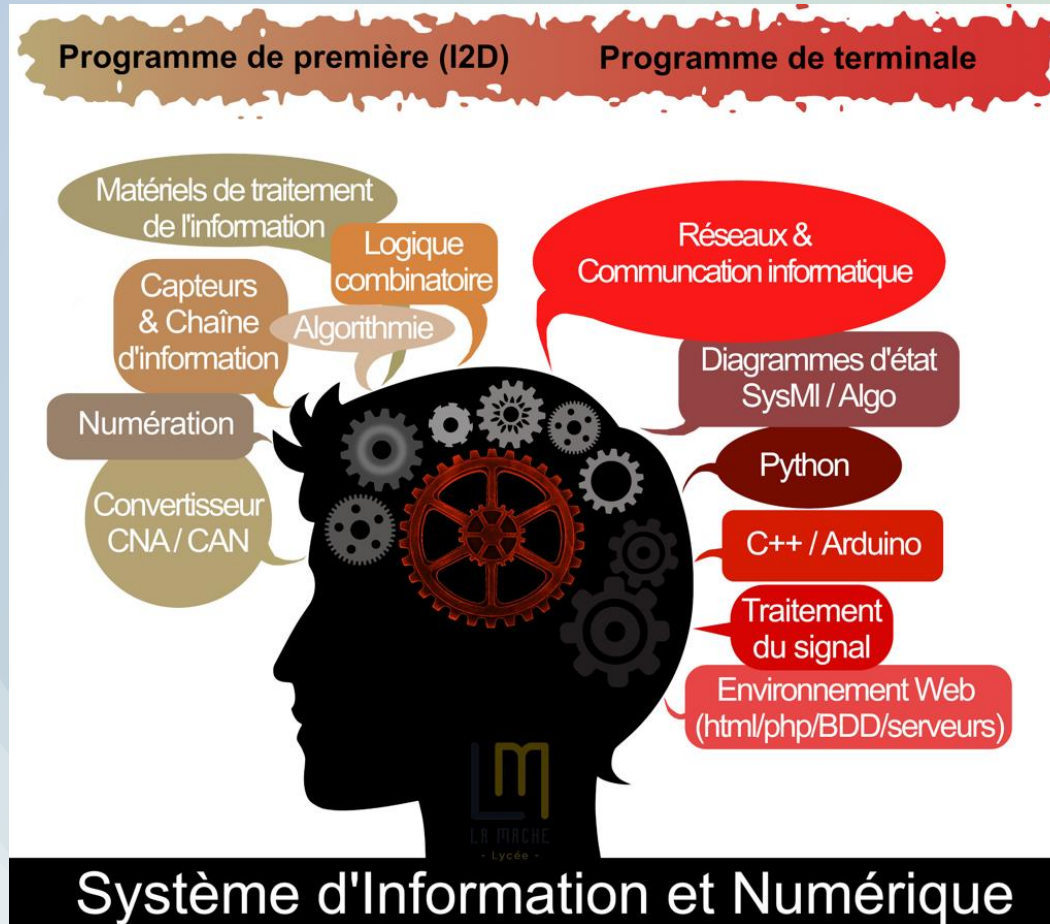 Programme de première (I2D)
Programme de terminale
Matériels de traitement
de l'information
Logique
combinatoire
Capteurs
& Chaîne
d'information
Algorithmie
Numération
Convertisseur
CNA / CAN
Réseaux &
Communcation informatique
Diagrammes d'état
SysMl / Algo
Python
C++ / Arduino
Traitement
du signal
Environnement Web
(html/php/BDD/serveurs)
LM
LA MACHE
- Lycée -
Système d'Information et Numérique